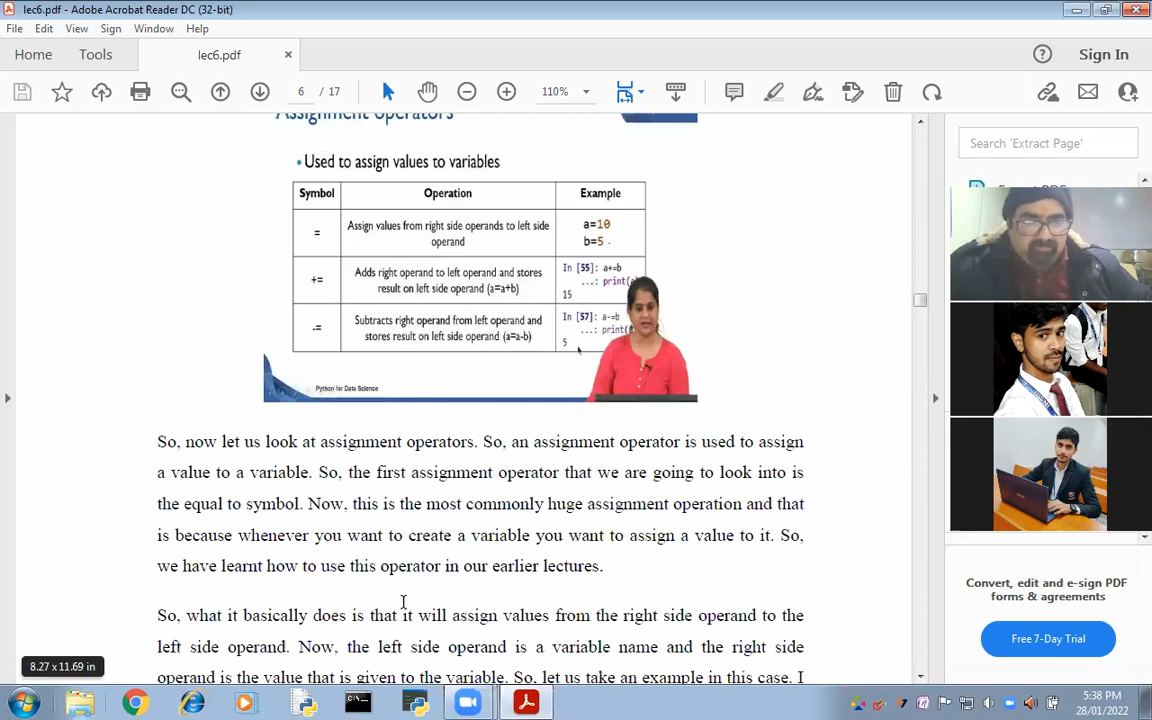 lec6.pdf - Adobe Acrobat Reader DC (32-bit)
File Edit View Sign Window Help
Home Tools lec6.pdf × Sign In
6 / 17 110%
Search 'Extract Page'
Assignment operators
• Used to assign values to variables
Symbol Operation Example
= Assign values from right side operands to left side operand a=10 b=5
+= Adds right operand to left operand and stores result on left side operand (a=a+b) In [55]: a+=b
...: print(
15
-= Subtracts right operand from left operand and stores result on left side operand (a=a-b) In [57]: a-=b
...: print(
5
Python for Data Science
So, now let us look at assignment operators. So, an assignment operator is used to assign
a value to a variable. So, the first assignment operator that we are going to look into is
the equal to symbol. Now, this is the most commonly huge assignment operation and that
is because whenever you want to create a variable you want to assign a value to it. So,
we have learnt how to use this operator in our earlier lectures.
So, what it basically does is that it will assign values from the right side operand to the
left side operand. Now, the left side operand is a variable name and the right side
operand is the value that is given to the variable. So, let us take an example in this case. I
8.27 x 11.69 in
Convert, edit and e-sign PDF
forms & agreements
Free 7-Day Trial
5:38 PM
28/01/2022